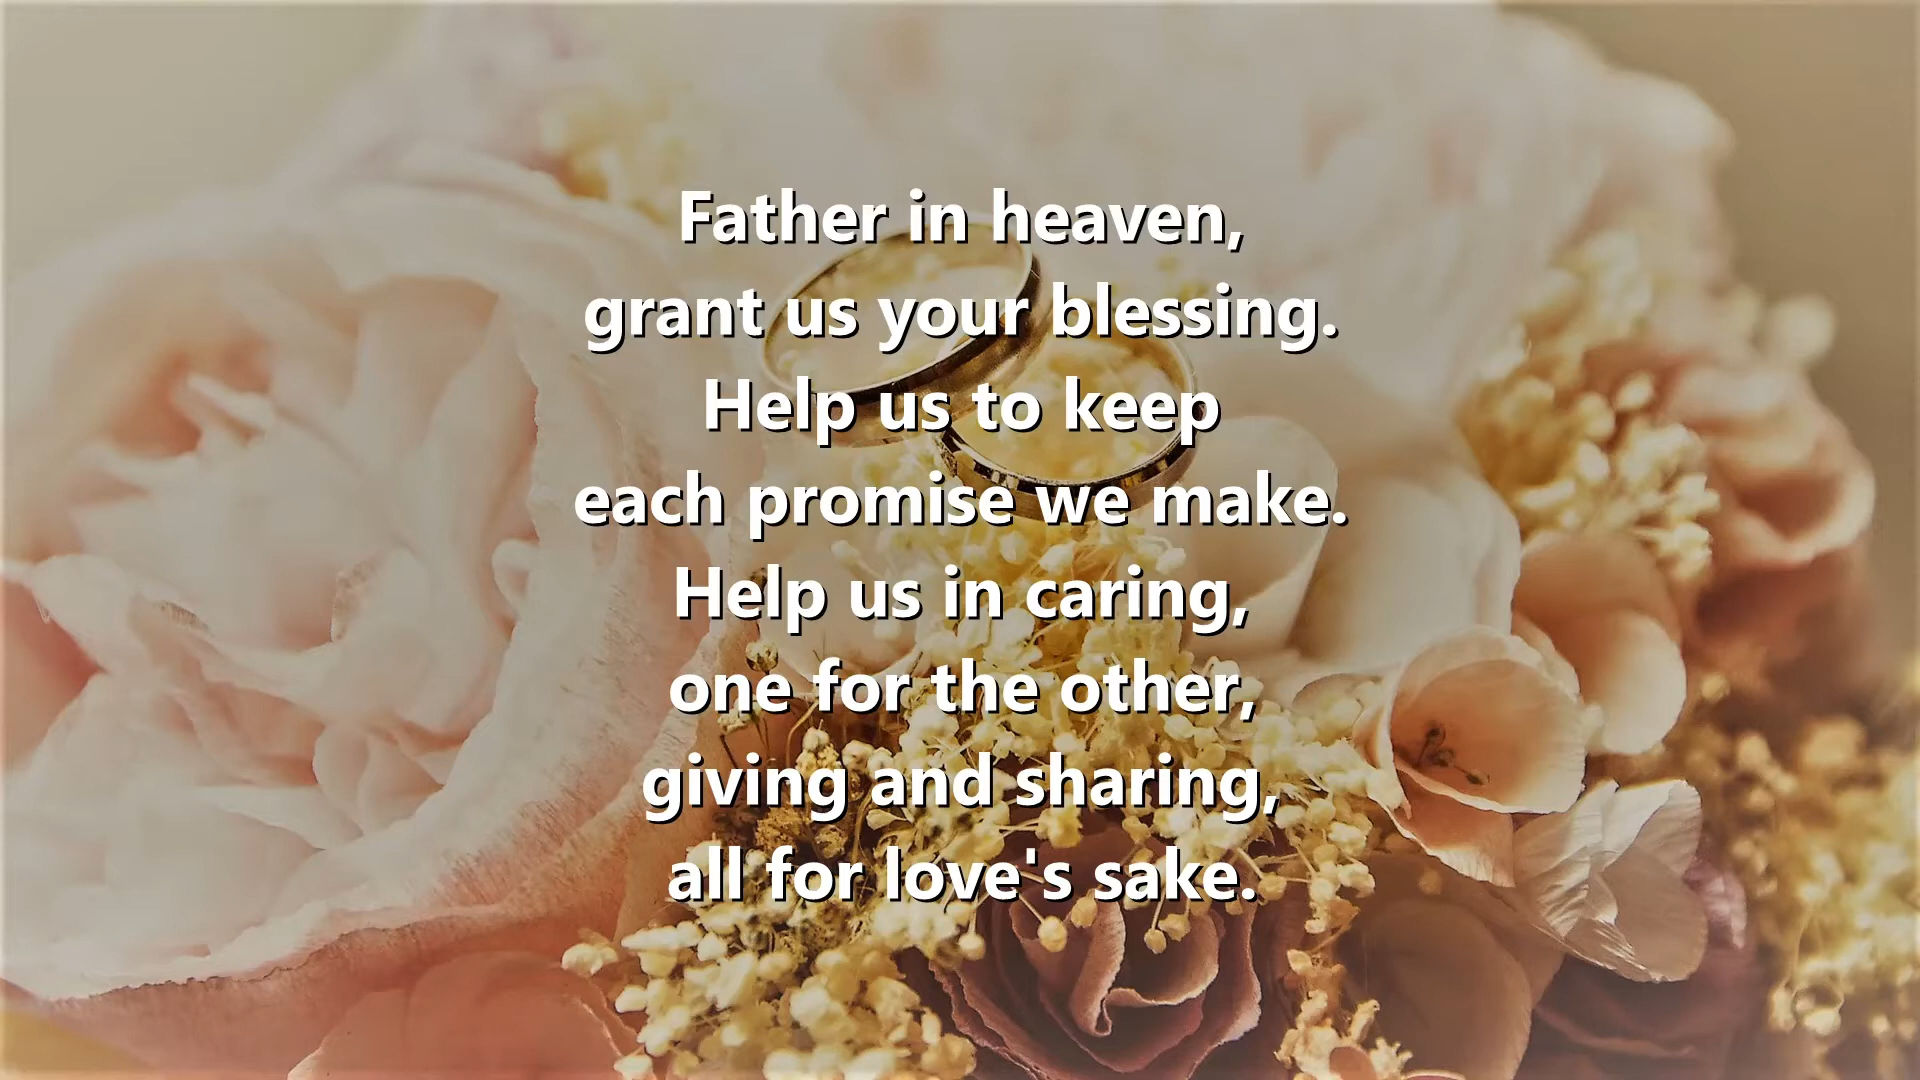 Father in heaven,
grant us your blessing.
Help us to keep
each promise we make.
Help us in caring,
one for the other,
giving and sharing,
all for love's sake.